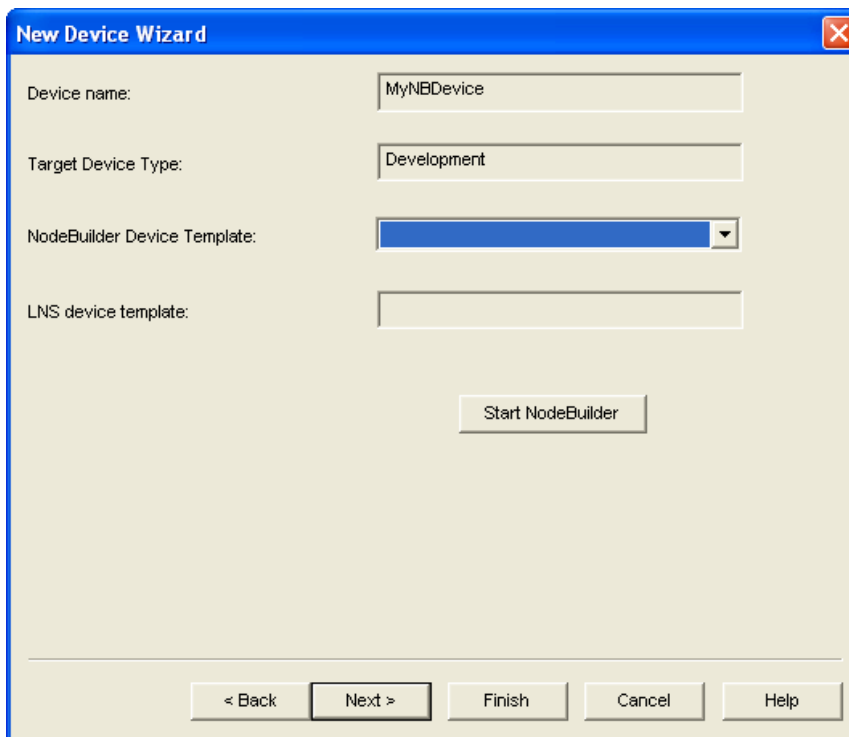 New Device Wizard
Device name: MyNBDevice
Target Device Type: Development
NodeBuilder Device Template:
LNS device template:
Start NodeBuilder
< Back Next > Finish Cancel Help